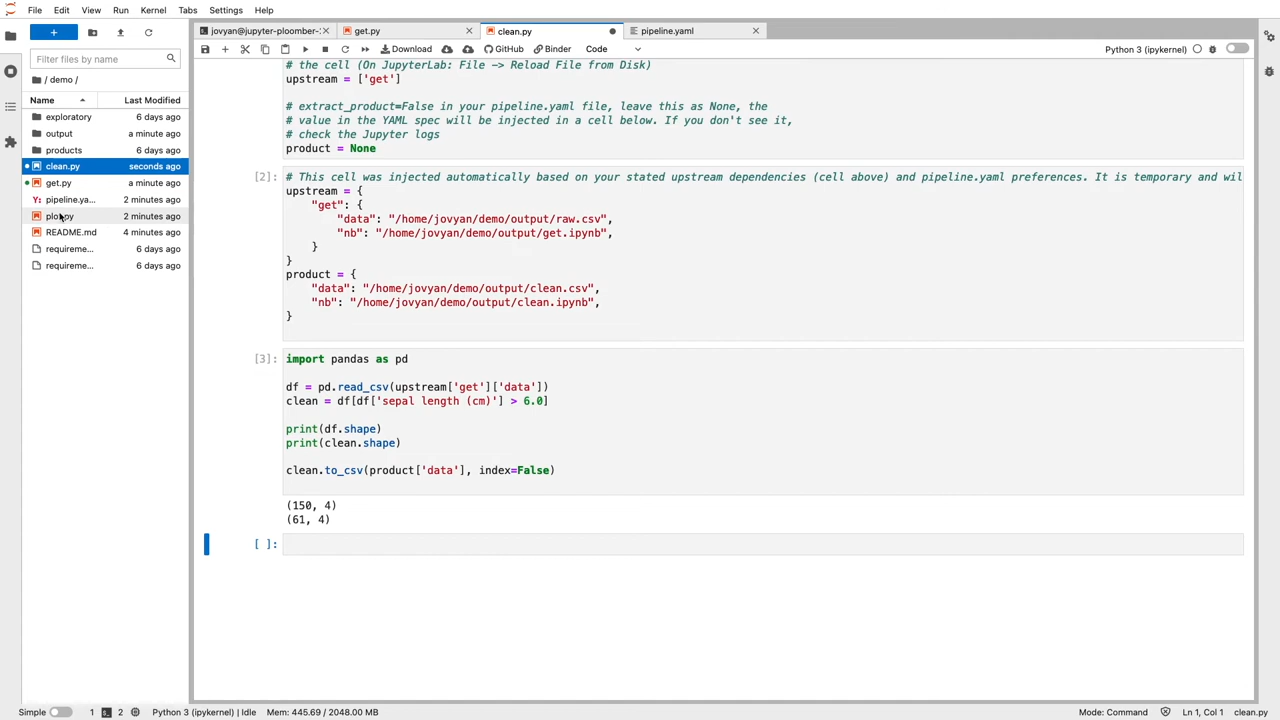 File Edit View Run Kernel Tabs Settings Help
jovyan@jupyter-ploomber-:
get.py
clean.py
pipeline.yaml
Download
GitHub
Binder
Code
Python 3 (ipykernel)
Filter files by name
/ demo /
Name Last Modified
exploratory 6 days ago
output a minute ago
products 6 days ago
clean.py seconds ago
get.py a minute ago
Y: pipeline.ya... 2 minutes ago
2 minutes ago
README.md 4 minutes ago
requireme... 6 days ago
requireme... 6 days ago
# the cell (On JupyterLab: File -> Reload File from Disk)
upstream = ['get']
# extract_product=False in your pipeline.yaml file, leave this as None, the
# value in the YAML spec will be injected in a cell below. If you don't see it,
# check the Jupyter logs
product = None
[2]:
# This cell was injected automatically based on your stated upstream dependencies (cell above) and pipeline.yaml preferences. It is temporary and wil
upstream = {
"get": {
"data": "/home/jovyan/demo/output/raw.csv",
"nb": "/home/jovyan/demo/output/get.ipynb",
}
}
product = {
"data": "/home/jovyan/demo/output/clean.csv",
"nb": "/home/jovyan/demo/output/clean.ipynb",
}
[3]:
import pandas as pd
df = pd.read_csv(upstream['get']['data'])
clean = df[df['sepal length (cm)'] > 6.0]
print(df.shape)
print(clean.shape)
clean.to_csv(product['data'], index=False)
(150, 4)
(61, 4)
[ ]:
Simple 1 2 Python 3 (ipykernel) | Idle Mem: 445.69 / 2048.00 MB Mode: Command Ln 1, Col 1 clean.py